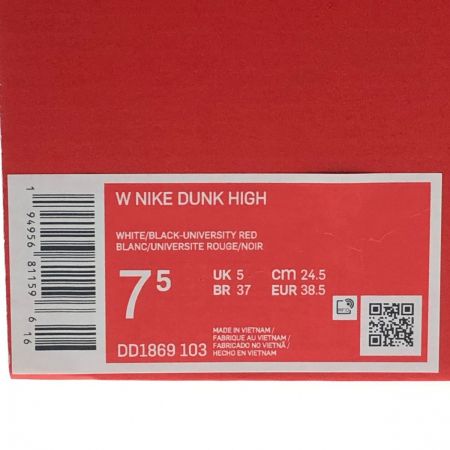 W NIKE DUNK HIGH
WHITE/BLACK-UNIVERSITY RED
BLANC/UNIVERSITE ROUGE/NOIR
7 5
UK 5 cm 24.5
BR 37 EUR 38.5
DD1869 103
MADE IN VIETNAM /
FABRIQUE AU VIETNAM /
FABRICADO NO VIETNÃ /
HECHO EN VIETNAM
1 94956 81159 6 16